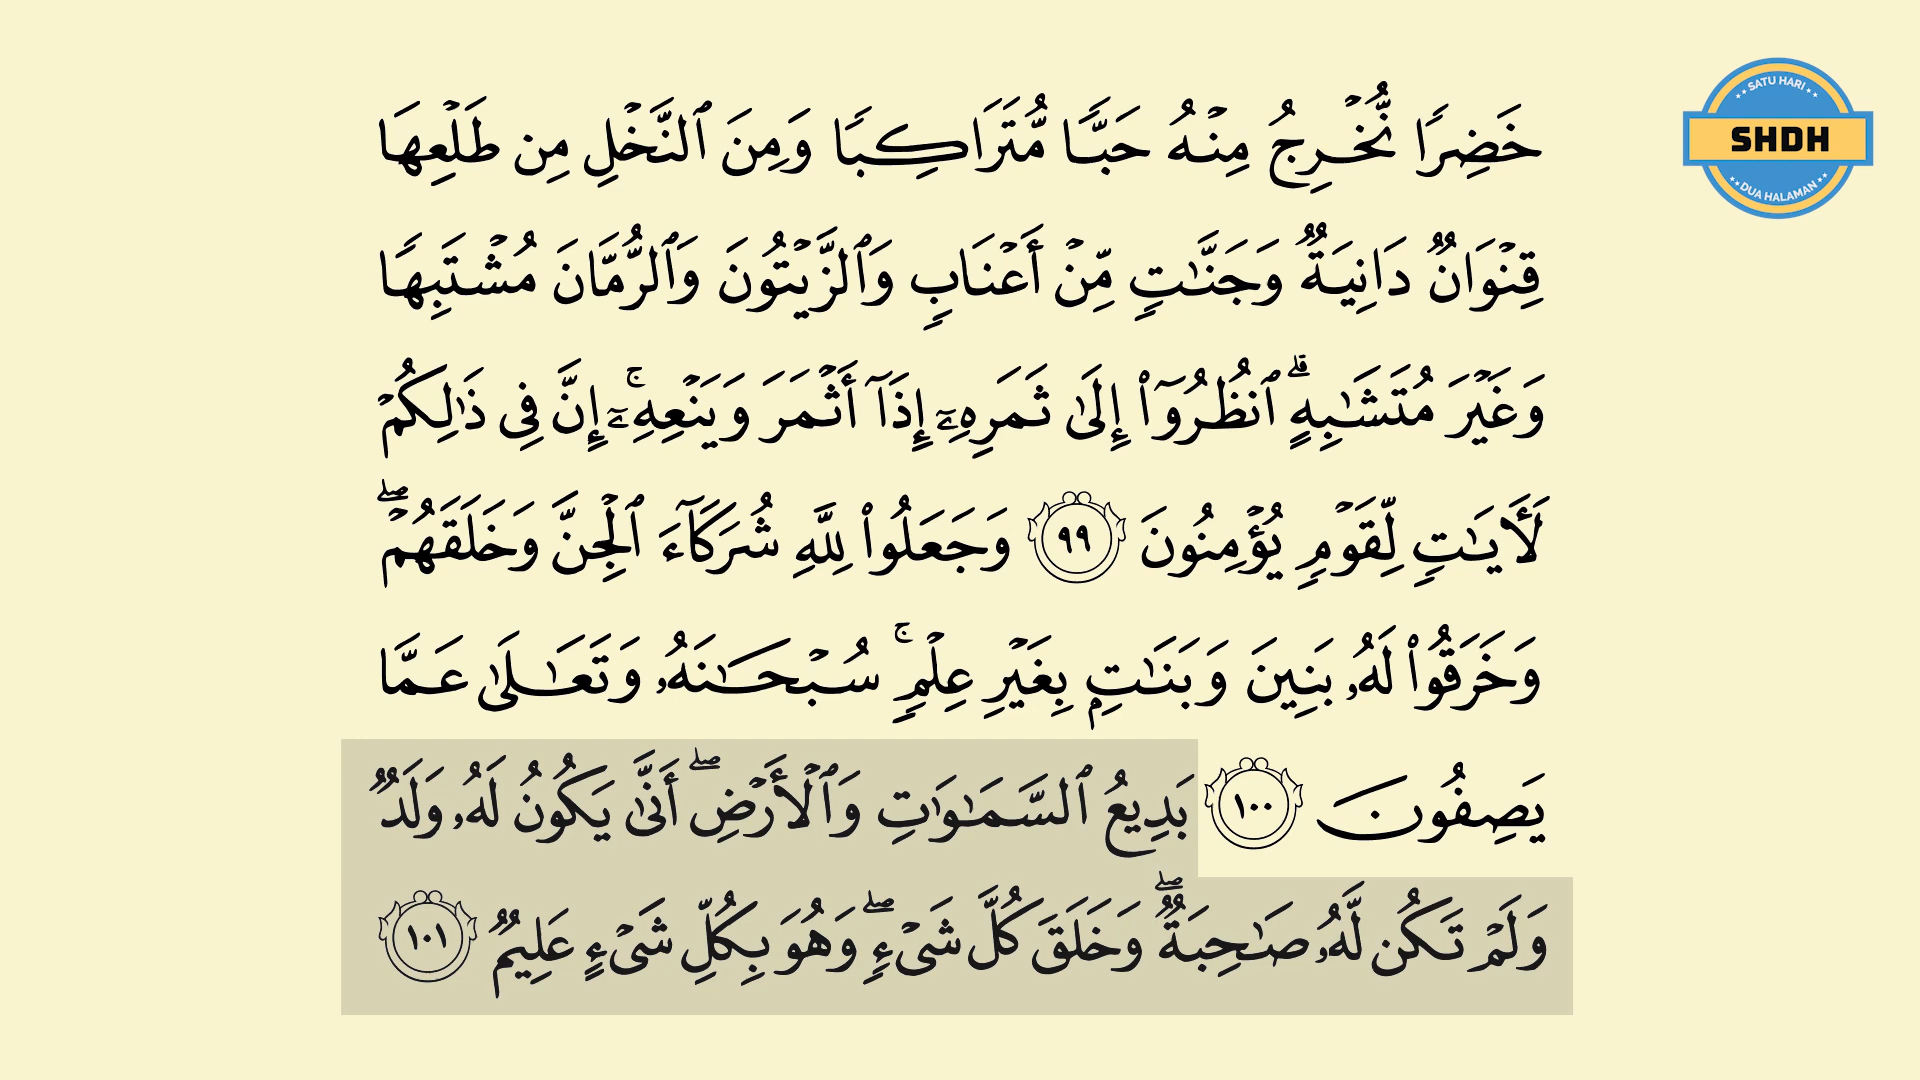 خَضِرًا نُّخْرِجُ مِنْهُ حَبًّا مُّتَرَاكِبًا وَمِنَ ٱلنَّخْلِ مِن طَلْعِهَا
قِنْوَانٌ دَانِيَةٌ وَجَنَّٰتٍ مِّنْ أَعْنَابٍ وَٱلزَّيْتُونَ وَٱلرُّمَّانَ مُشْتَبِهًا
وَغَيْرَ مُتَشَٰبِهٍ ۗ ٱنظُرُوٓا۟ إِلَىٰ ثَمَرِهِۦٓ إِذَآ أَثْمَرَ وَيَنْعِهِۦٓ ۚ إِنَّ فِى ذَٰلِكُمْ
لَـَٔايَٰتٍ لِّقَوْمٍ يُؤْمِنُونَ ٩٩ وَجَعَلُوا۟ لِلَّهِ شُرَكَآءَ ٱلْجِنَّ وَخَلَقَهُمْ ۖ
وَخَرَقُوا۟ لَهُۥ بَنِينَ وَبَنَٰتٍۭ بِغَيْرِ عِلْمٍ ۚ سُبْحَٰنَهُۥ وَتَعَٰلَىٰ عَمَّا
يَصِفُونَ ١٠٠ بَدِيعُ ٱلسَّمَٰوَٰتِ وَٱلْأَرْضِ ۖ أَنَّىٰ يَكُونُ لَهُۥ وَلَدٌ
وَلَمْ تَكُن لَّهُۥ صَٰحِبَةٌ ۖ وَخَلَقَ كُلَّ شَىْءٍ ۖ وَهُوَ بِكُلِّ شَىْءٍ عَلِيمٌ ١٠١
SATU HARI
SHDH
DUA HALAMAN